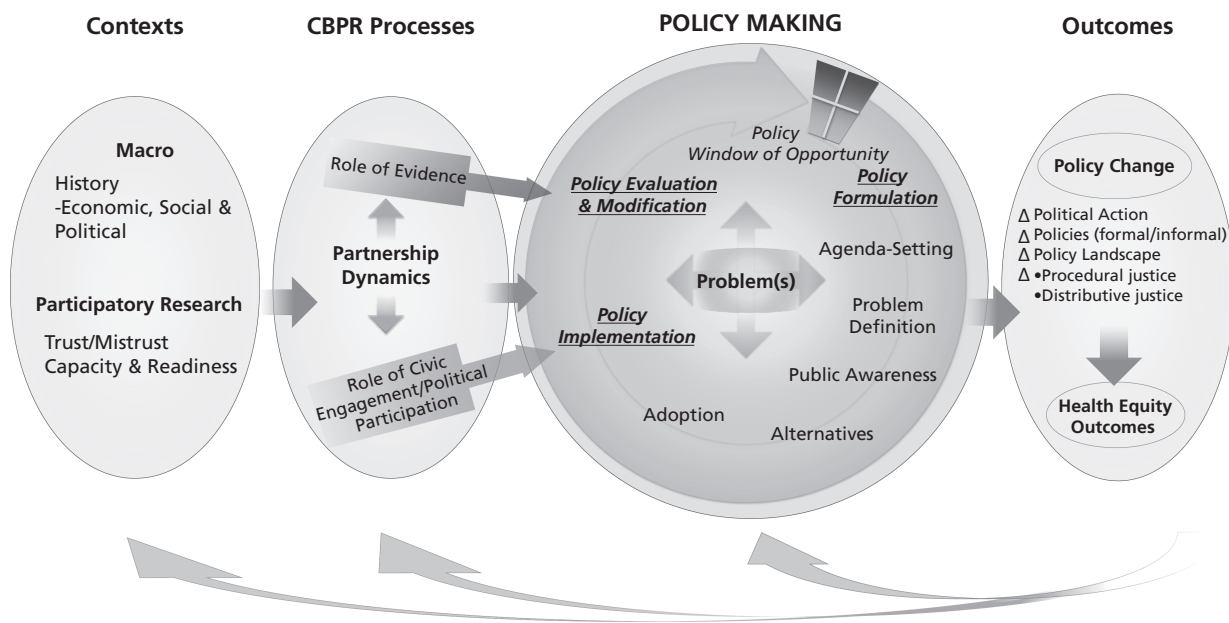 Contexts
Macro
History
-Economic, Social &
Political
Participatory Research
Trust/Mistrust
Capacity & Readiness
CBPR Processes
Role of Evidence
Partnership
Dynamics
Role of Civic
Engagement/Political
Participation
POLICY MAKING
Policy
Window of Opportunity
Policy Evaluation
& Modification
Policy
Formulation
Agenda-Setting
Problem(s)
Problem
Definition
Policy
Implementation
Public Awareness
Adoption
Alternatives
Outcomes
Policy Change
Δ Political Action
Δ Policies (formal/informal)
Δ Policy Landscape
Δ •Procedural justice
•Distributive justice
Health Equity
Outcomes